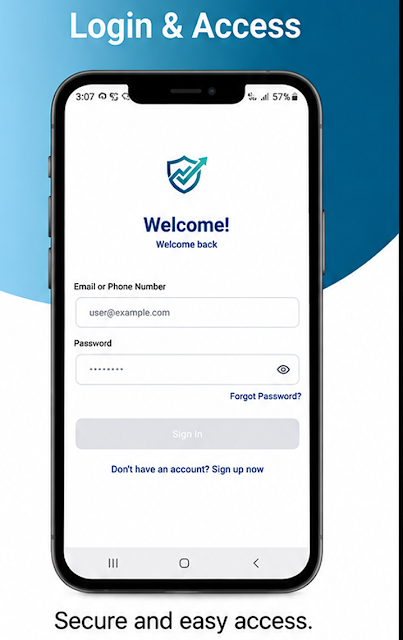 Login & Access
3:07
57%
Welcome!
Welcome back
Email or Phone Number
user@example.com
Password
Forgot Password?
Sign In
Don't have an account? Sign up now
Secure and easy access.